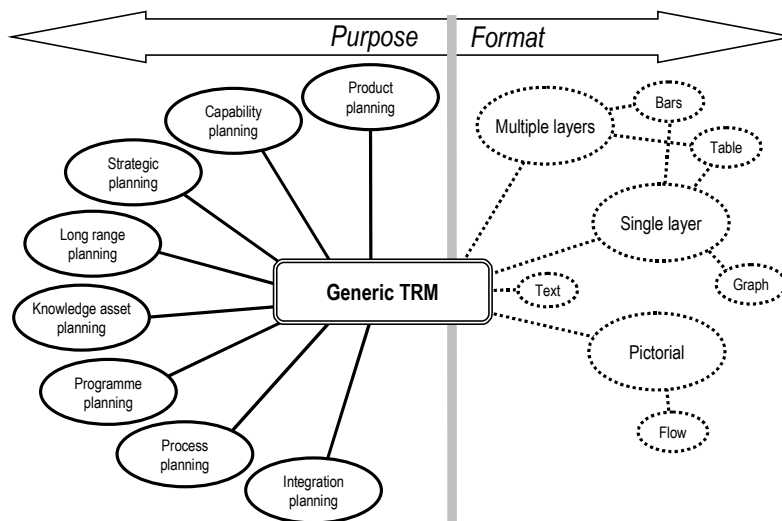 Purpose
Format
Product
planning
Capability
planning
Strategic
planning
Long range
planning
Knowledge asset
planning
Programme
planning
Process
planning
Integration
planning
Generic TRM
Multiple layers
Bars
Table
Single layer
Graph
Text
Pictorial
Flow